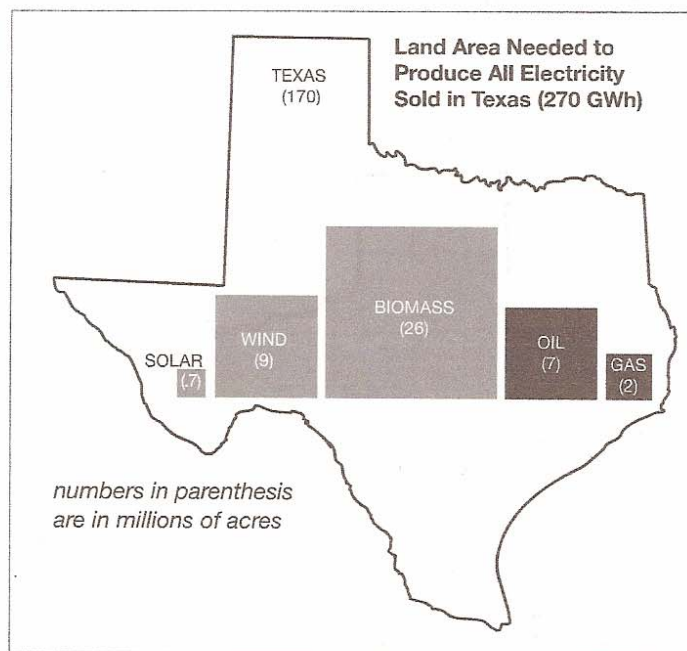 Land Area Needed to
Produce All Electricity
Sold in Texas (270 GWh)
TEXAS
(170)
BIOMASS
(26)
WIND
(9)
OIL
(7)
SOLAR
(.7)
GAS
(2)
numbers in parenthesis
are in millions of acres